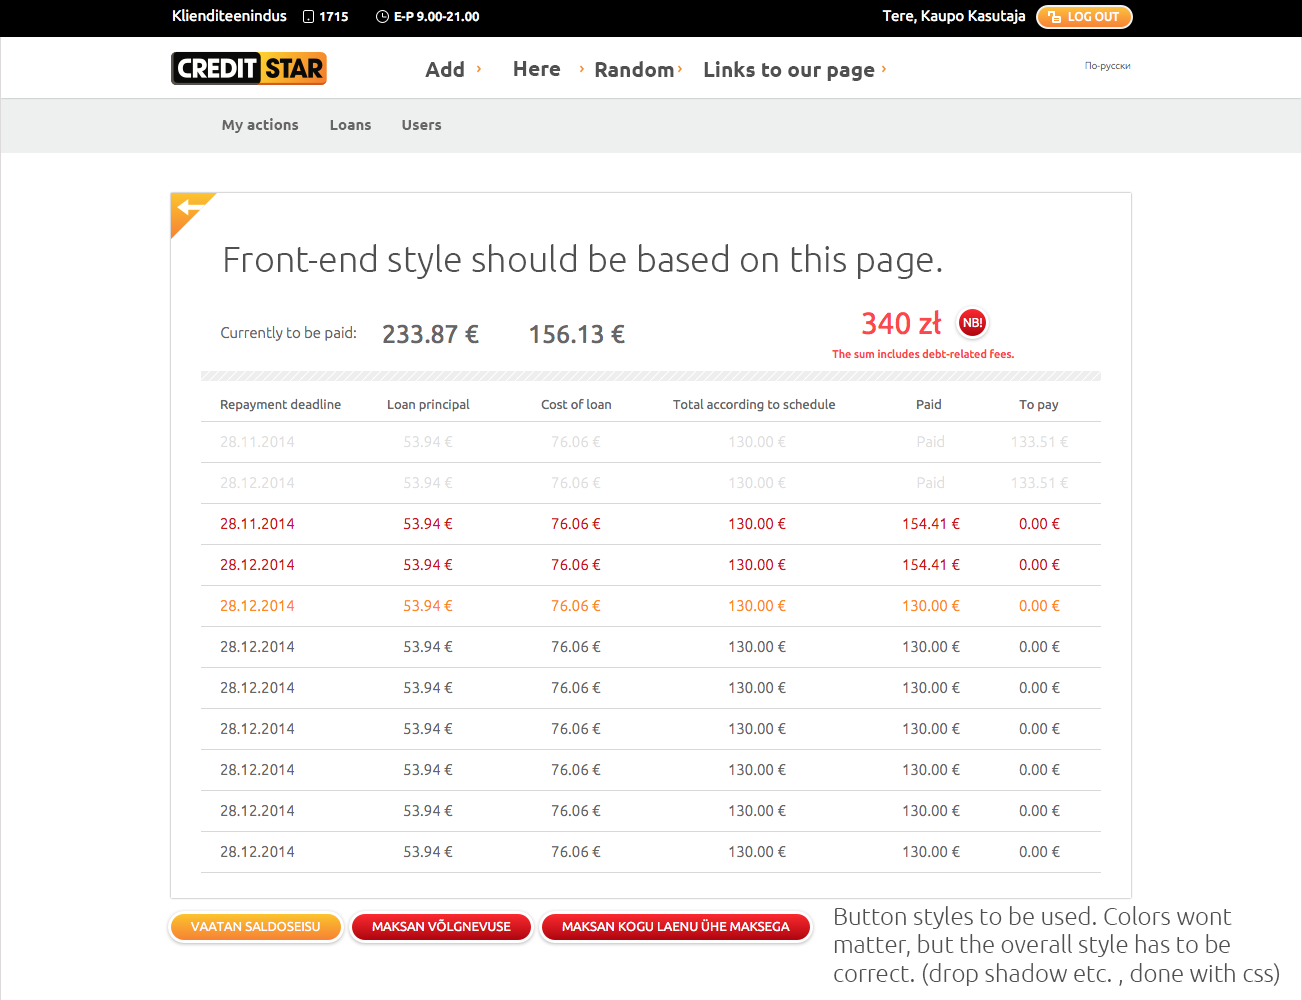 Klienditeenindus 1715 E-P 9.00-21.00 Tere, Kaupo Kasutaja LOG OUT
CREDIT STAR Add Here Random Links to our page По-русски
My actions Loans Users
Front-end style should be based on this page.
Currently to be paid: 233.87 € 156.13 € 340 zł NB!
The sum includes debt-related fees.
Repayment deadline Loan principal Cost of loan Total according to schedule Paid To pay
28.11.2014 53.94 € 76.06 € 130.00 € Paid 133.51 €
28.12.2014 53.94 € 76.06 € 130.00 € Paid 133.51 €
28.11.2014 53.94 € 76.06 € 130.00 € 154.41 € 0.00 €
28.12.2014 53.94 € 76.06 € 130.00 € 154.41 € 0.00 €
28.12.2014 53.94 € 76.06 € 130.00 € 130.00 € 0.00 €
28.12.2014 53.94 € 76.06 € 130.00 € 130.00 € 0.00 €
28.12.2014 53.94 € 76.06 € 130.00 € 130.00 € 0.00 €
28.12.2014 53.94 € 76.06 € 130.00 € 130.00 € 0.00 €
28.12.2014 53.94 € 76.06 € 130.00 € 130.00 € 0.00 €
28.12.2014 53.94 € 76.06 € 130.00 € 130.00 € 0.00 €
28.12.2014 53.94 € 76.06 € 130.00 € 130.00 € 0.00 €
VAATAN SALDOSEISU MAKSAN VÕLGNEVUSE MAKSAN KOGU LAENU ÜHE MAKSEGA
Button styles to be used. Colors wont
matter, but the overall style has to be
correct. (drop shadow etc. , done with css)